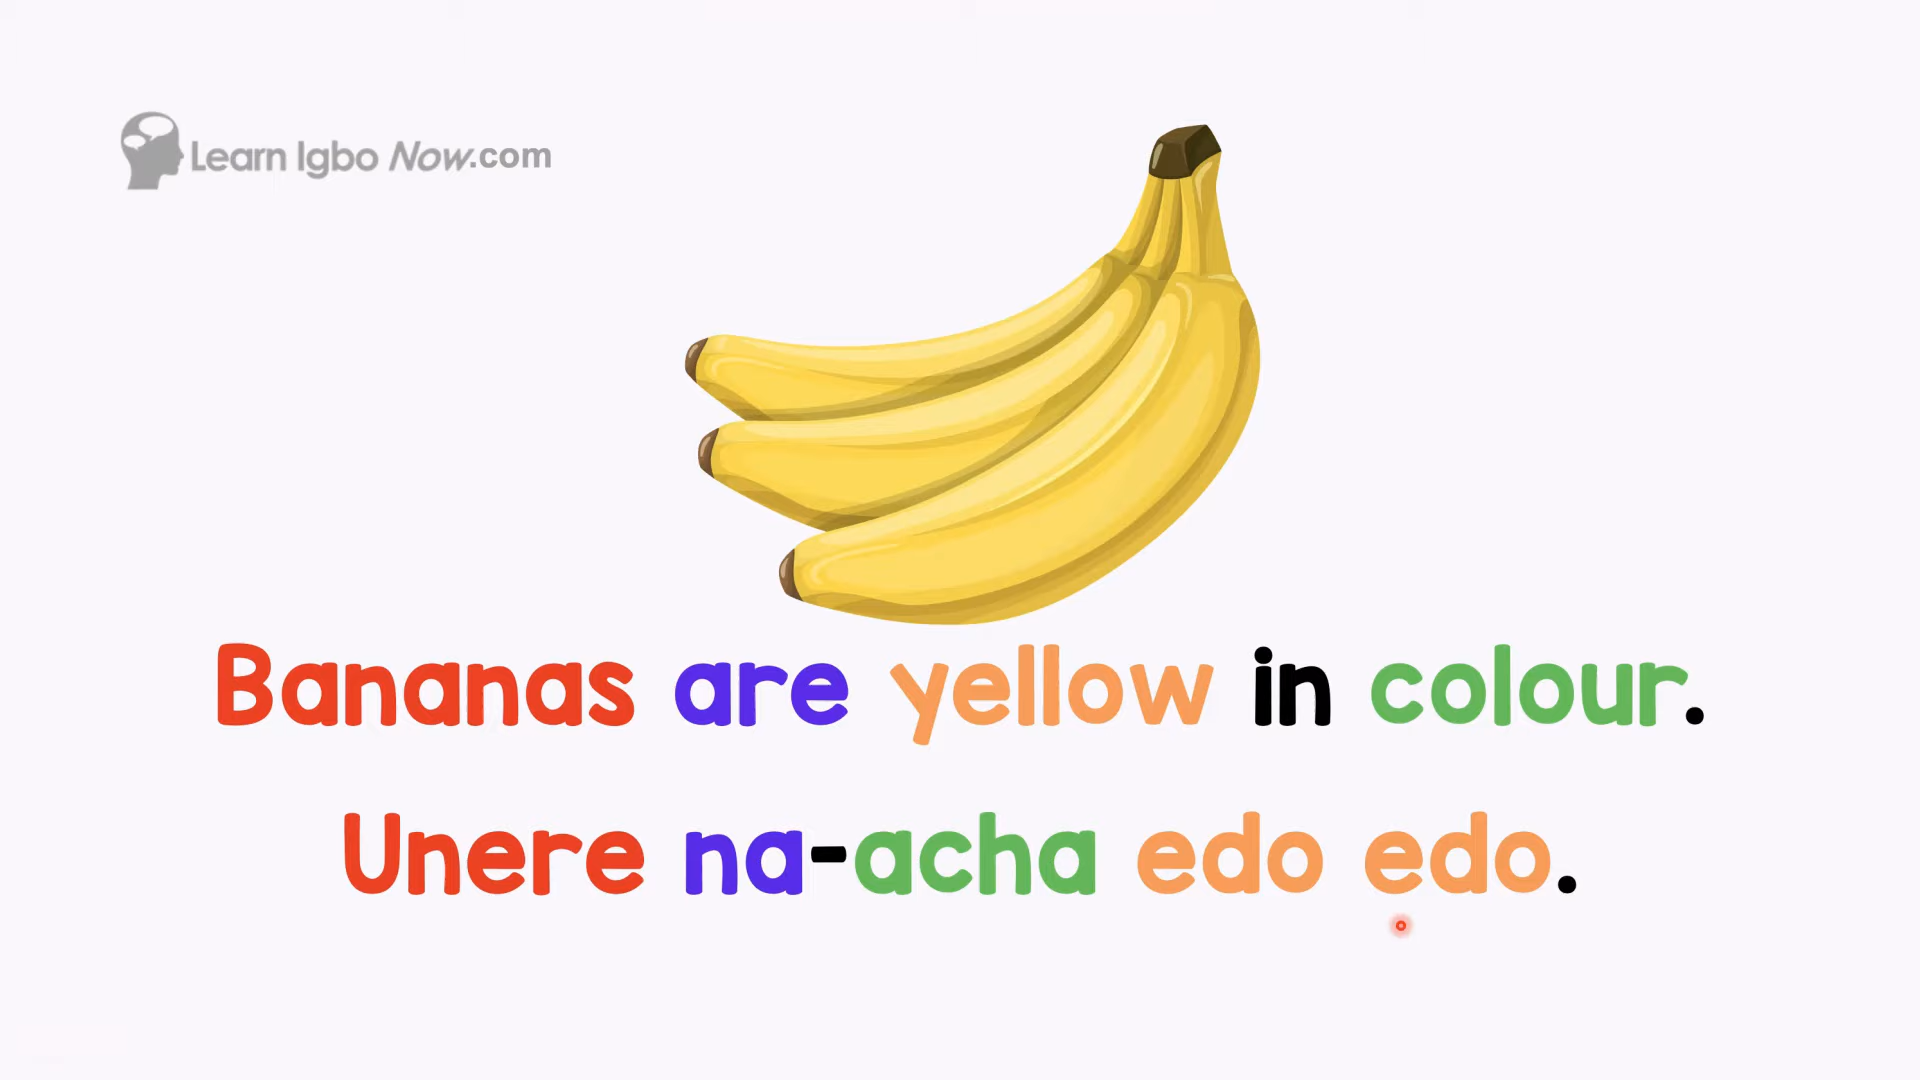 Learn Igbo Now.com
Bananas are yellow in colour.
Unere na-acha edo edo.